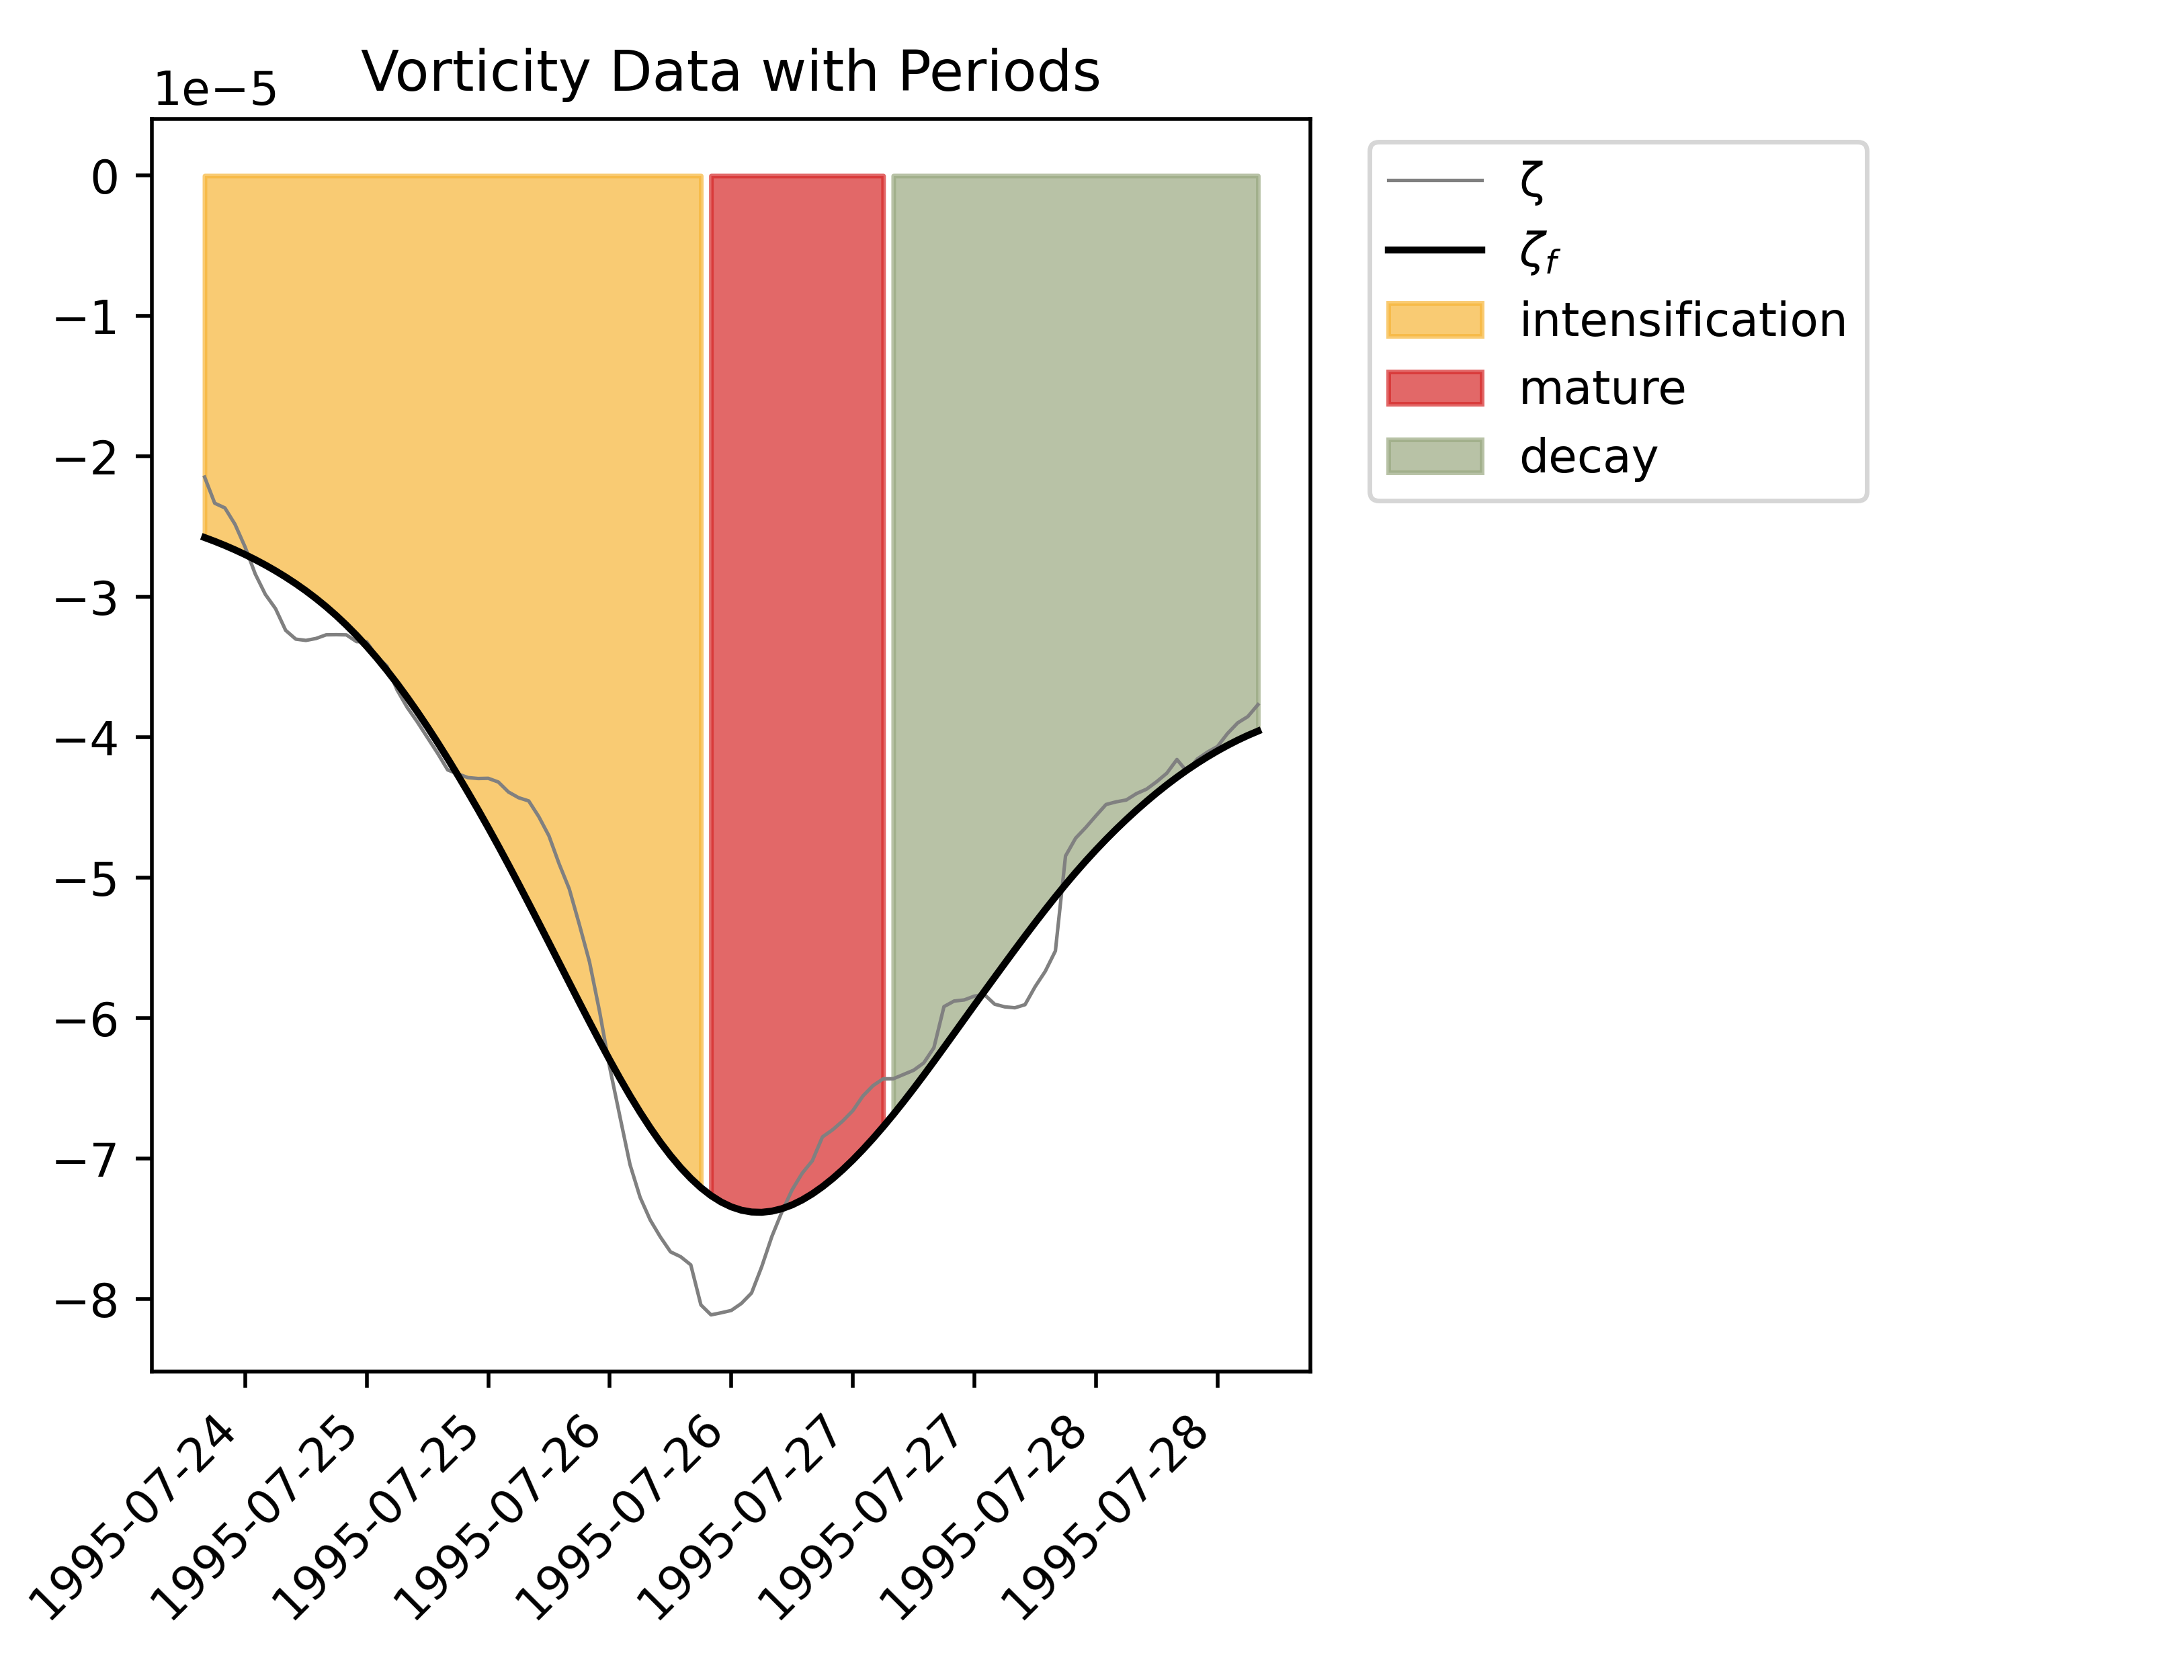 Vorticity Data with Periods
1e−5
0
−1
−2
−3
−4
−5
−6
−7
−8
1995-07-24
1995-07-25
1995-07-25
1995-07-26
1995-07-26
1995-07-27
1995-07-27
1995-07-28
1995-07-28
ζ
ζf
intensification
mature
decay